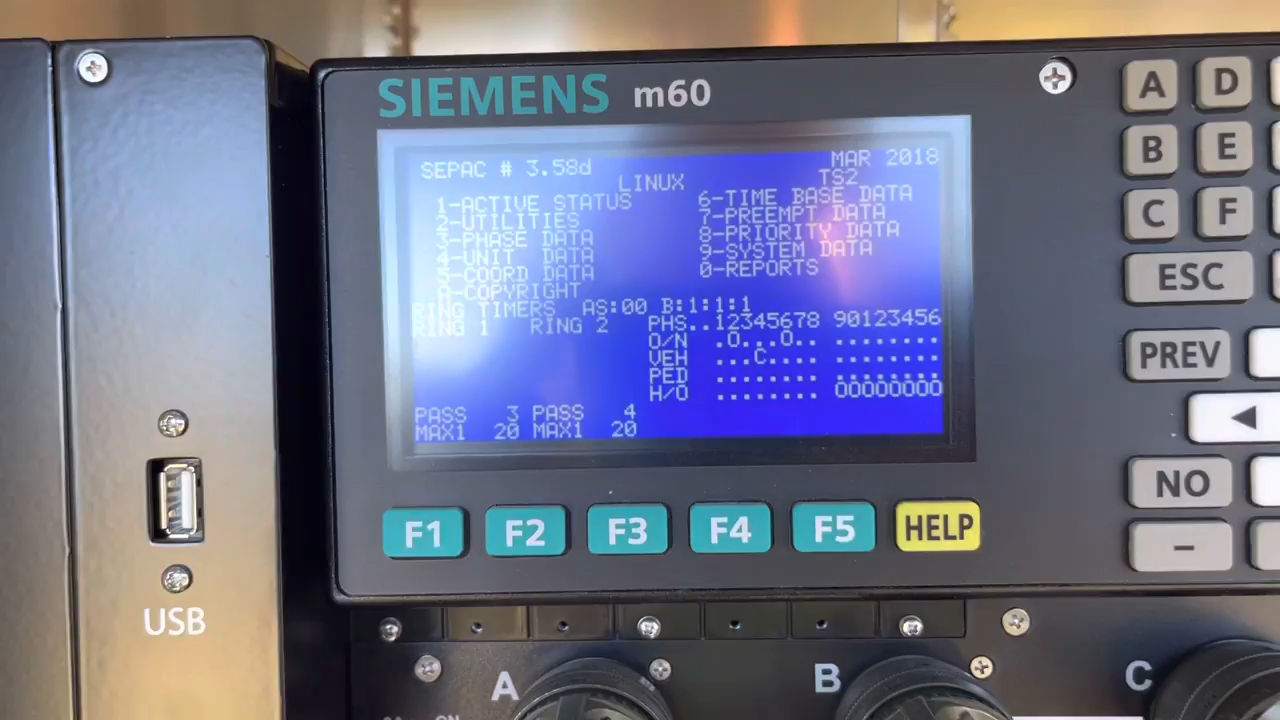 SIEMENS m60
SEPAC # 3.58d MAR 2018
LINUX TS2
1-ACTIVE STATUS 6-TIME BASE DATA
2-UTILITIES 7-PREEMPT DATA
3-PHASE DATA 8-PRIORITY DATA
4-UNIT DATA 9-SYSTEM DATA
5-COORD DATA 0-REPORTS
A-COPYRIGHT
RING TIMERS AS:00 B:1:1:1
RING 1 RING 2 PHS..12345678 90123456
O/N .O...O.. ........
VEH ...C.... ........
PED ........ ........
H/O ........ OOOOOOOO
PASS 3 PASS 4
MAX1 20 MAX1 20
F1 F2 F3 F4 F5 HELP
A D
B E
C F
ESC
PREV
NO
-
USB
A B C